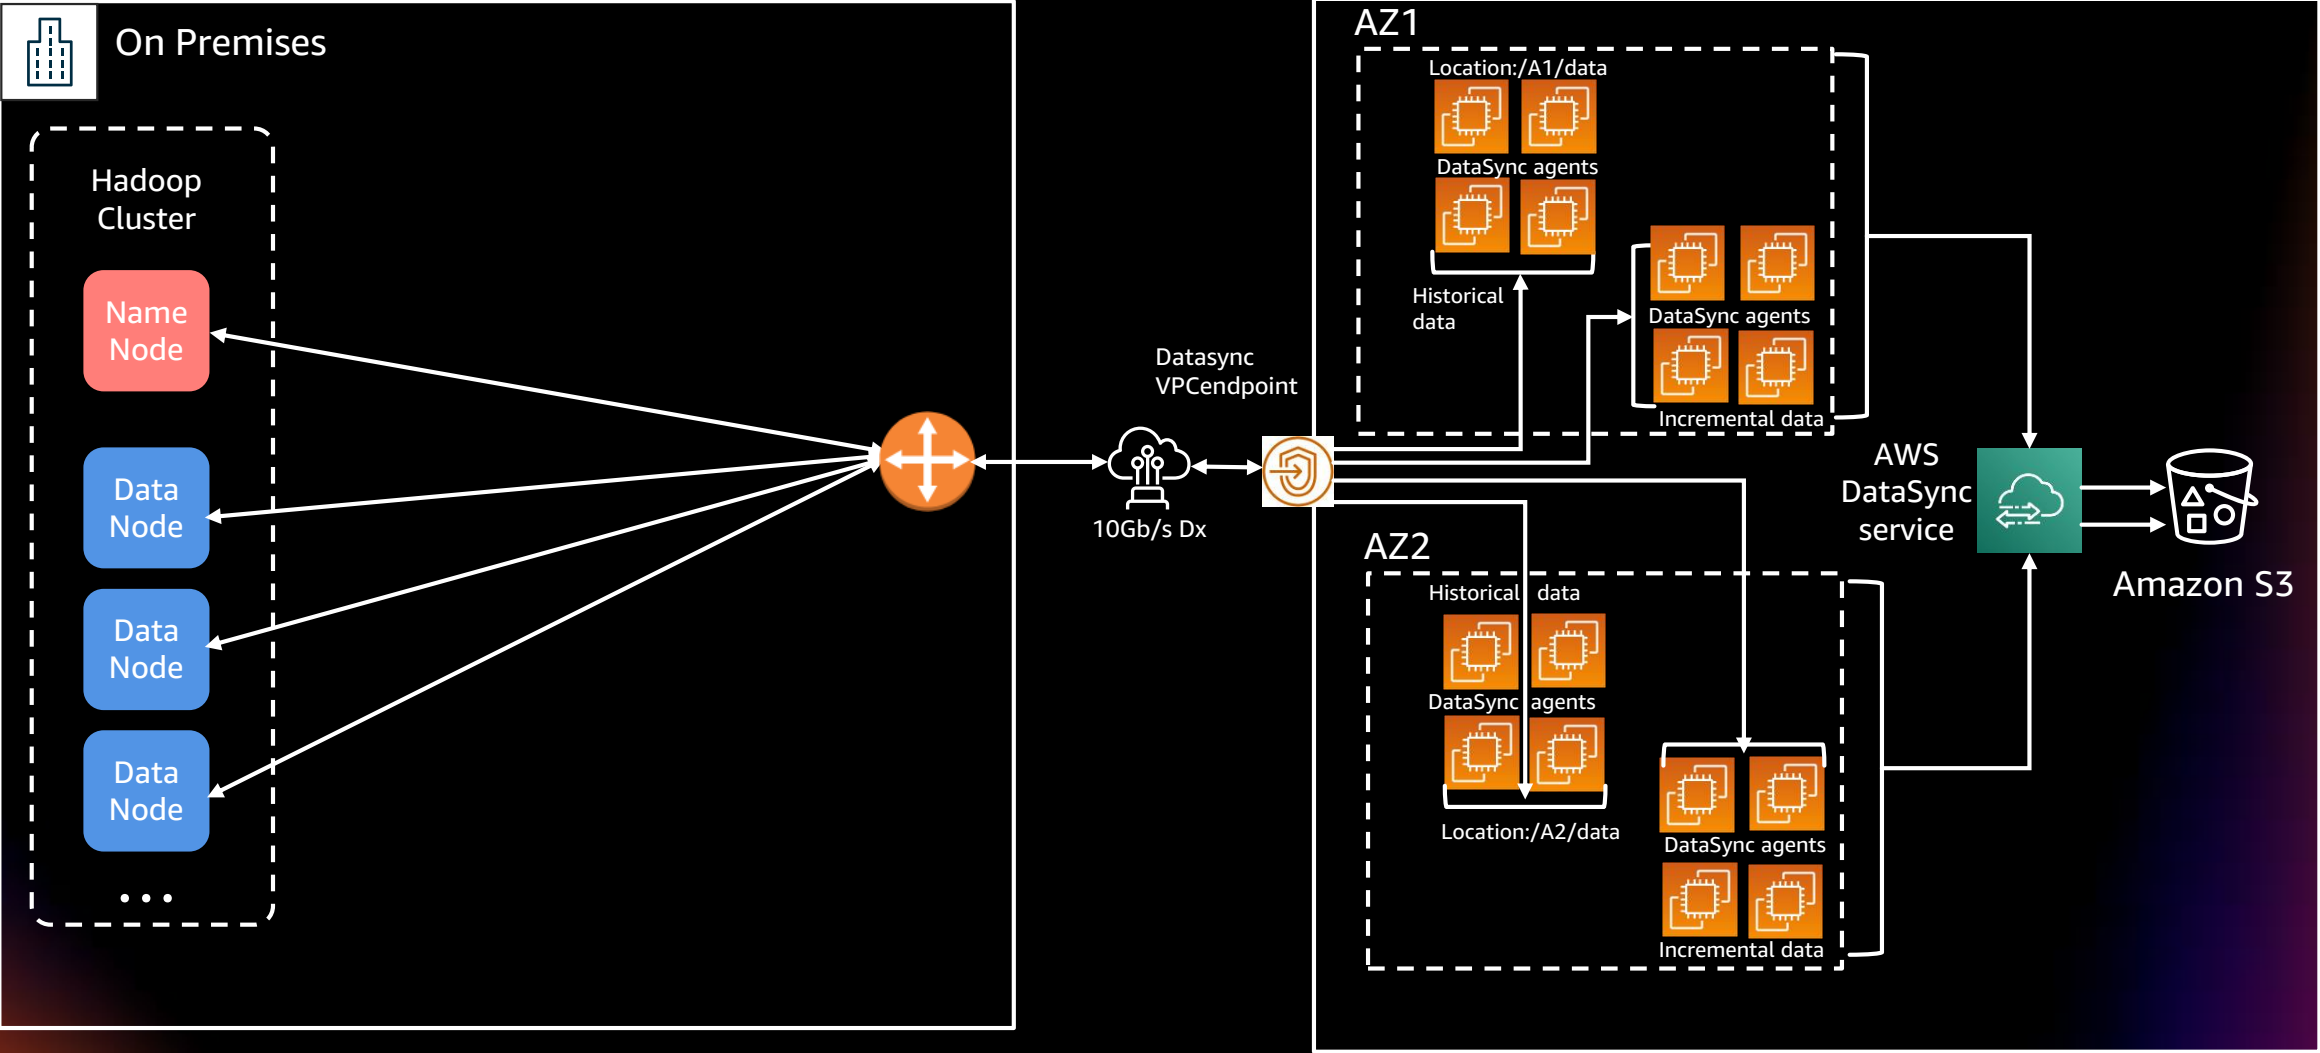 On Premises
Hadoop
Cluster
Name
Node
Data
Node
Data
Node
Data
Node
...
Datasync
VPCendpoint
10Gb/s Dx
AZ1
Location:/A1/data
DataSync agents
Historical
data
DataSync agents
Incremental data
AZ2
Historical data
DataSync agents
Location:/A2/data
DataSync agents
Incremental data
AWS
DataSync
service
Amazon S3